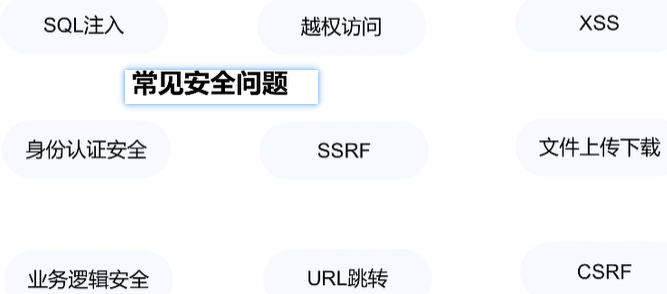 SQL注入
越权访问
XSS
常见安全问题
身份认证安全
SSRF
文件上传下载
业务逻辑安全
URL跳转
CSRF